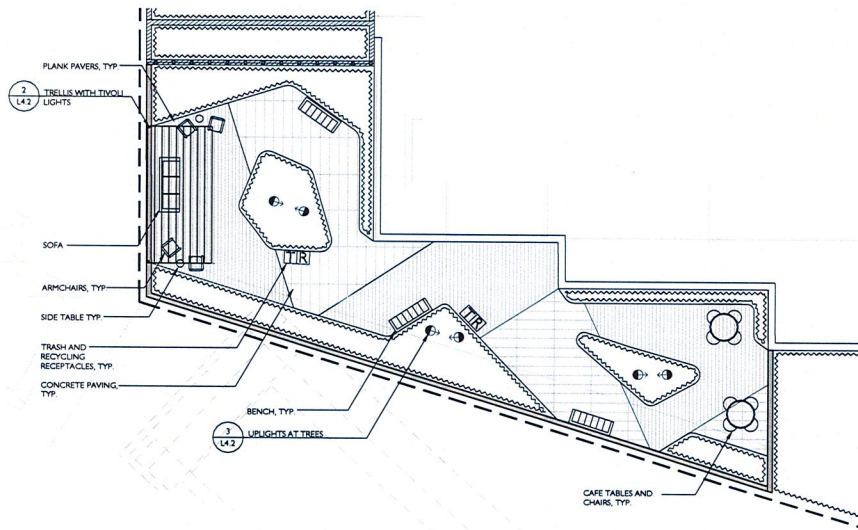 PLANK PAVERS, TYP.
2
L4.2
TRELLIS WITH TIVOLI
LIGHTS
SOFA
ARMCHAIRS, TYP
SIDE TABLE TYP.
TRASH AND
RECYCLING
RECEPTACLES, TYP.
CONCRETE PAVING,
TYP.
BENCH, TYP.
3
L4.2
UPLIGHTS AT TREES
CAFE TABLES AND
CHAIRS, TYP.
T R
T R